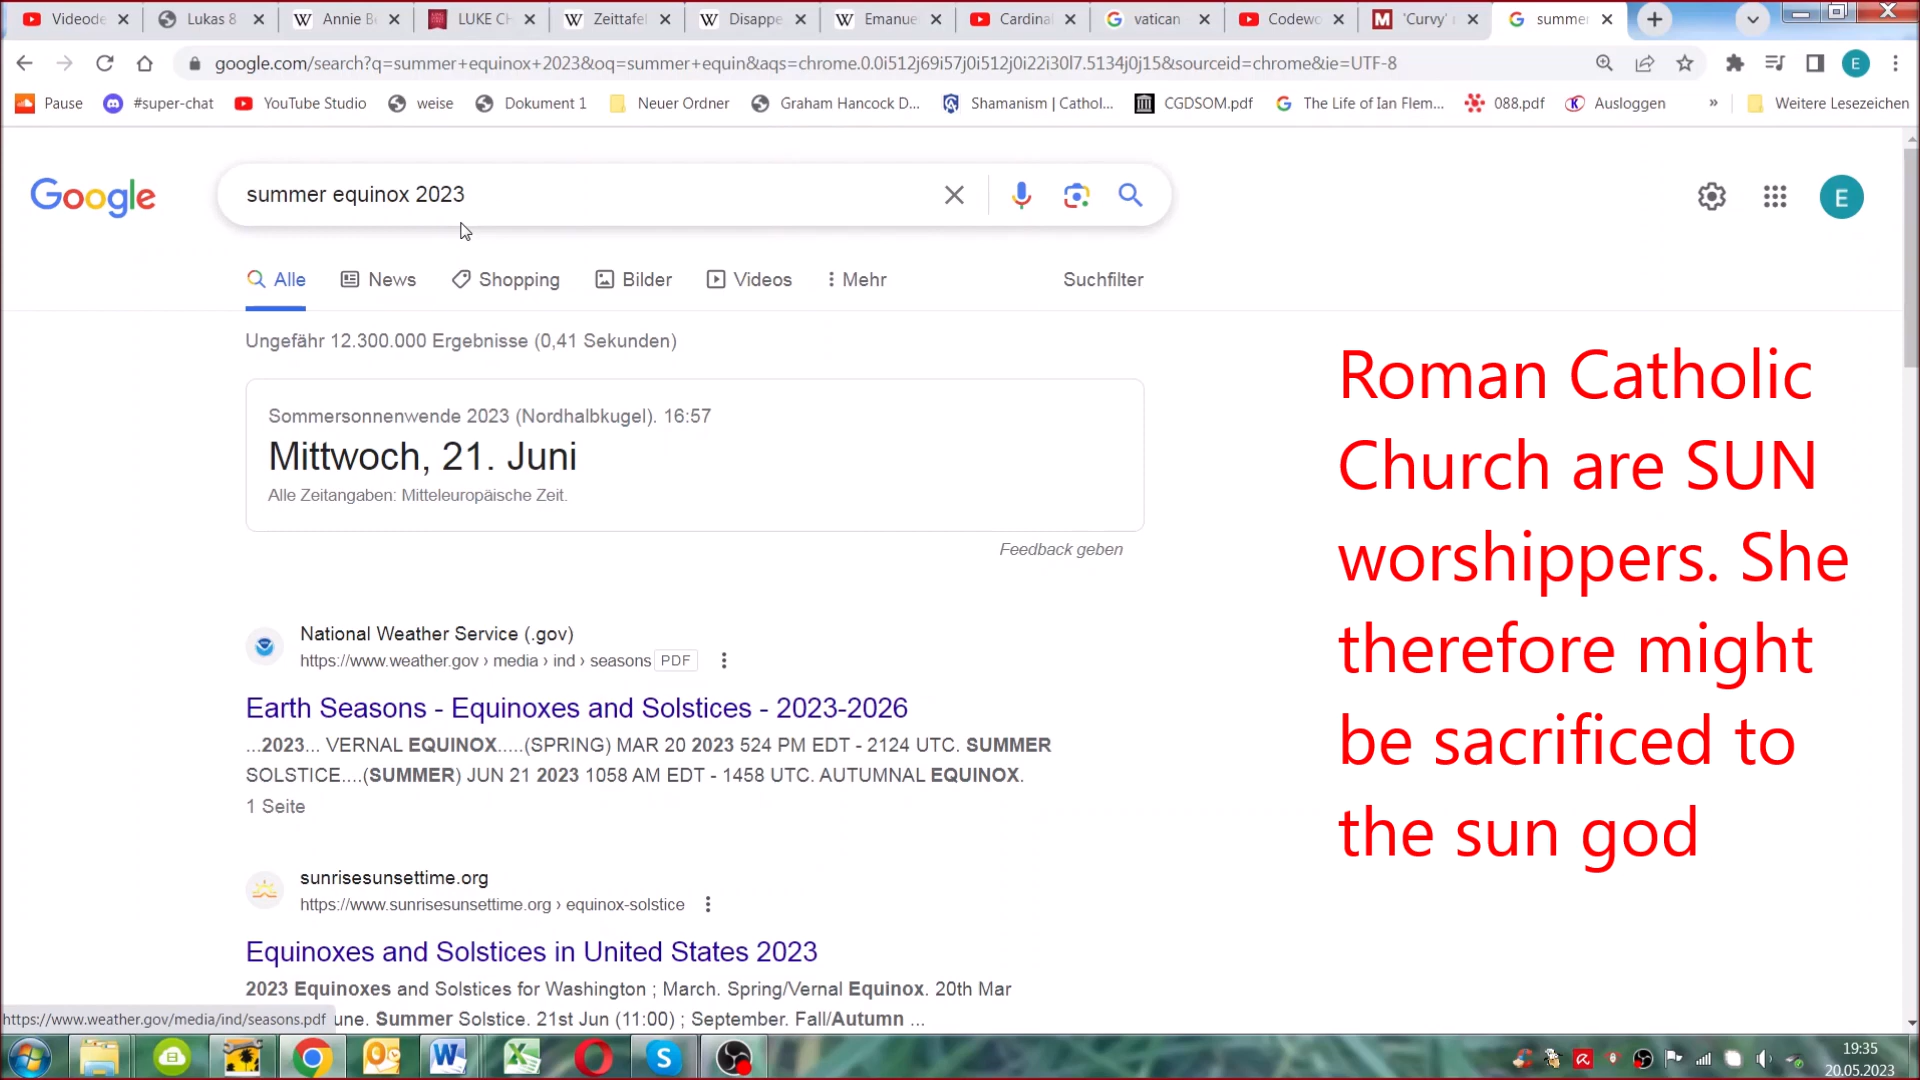 Videode
Lukas 8
Annie B
LUKE CH
Zeittafel
Disappe
Emanue
Cardina
vatican
Codewo
'Curvy'
summer
google.com/search?q=summer+equinox+2023&oq=summer+equin&aqs=chrome.0.0i512j69i57j0i512j0i22i30l7.5134j0j15&sourceid=chrome&ie=UTF-8
E
Pause
#super-chat
YouTube Studio
weise
Dokument 1
Neuer Ordner
Graham Hancock D...
Shamanism | Cathol...
CGDSOM.pdf
The Life of Ian Flem...
088.pdf
Ausloggen
»
Weitere Lesezeichen
Google
summer equinox 2023
E
Alle
News
Shopping
Bilder
Videos
Mehr
Suchfilter
Ungefähr 12.300.000 Ergebnisse (0,41 Sekunden)
Sommersonnenwende 2023 (Nordhalbkugel). 16:57
Mittwoch, 21. Juni
Alle Zeitangaben: Mitteleuropäische Zeit.
Feedback geben
National Weather Service (.gov)
https://www.weather.gov › media › ind › seasons PDF
Earth Seasons - Equinoxes and Solstices - 2023-2026
...2023... VERNAL EQUINOX.....(SPRING) MAR 20 2023 524 PM EDT - 2124 UTC. SUMMER
SOLSTICE....(SUMMER) JUN 21 2023 1058 AM EDT - 1458 UTC. AUTUMNAL EQUINOX.
1 Seite
sunrisesunsettime.org
https://www.sunrisesunsettime.org › equinox-solstice
Equinoxes and Solstices in United States 2023
2023 Equinoxes and Solstices for Washington ; March. Spring/Vernal Equinox. 20th Mar
une. Summer Solstice. 21st Jun (11:00) ; September. Fall/Autumn ...
https://www.weather.gov/media/ind/seasons.pdf
Roman Catholic
Church are SUN
worshippers. She
therefore might
be sacrificed to
the sun god
19:35
20.05.2023